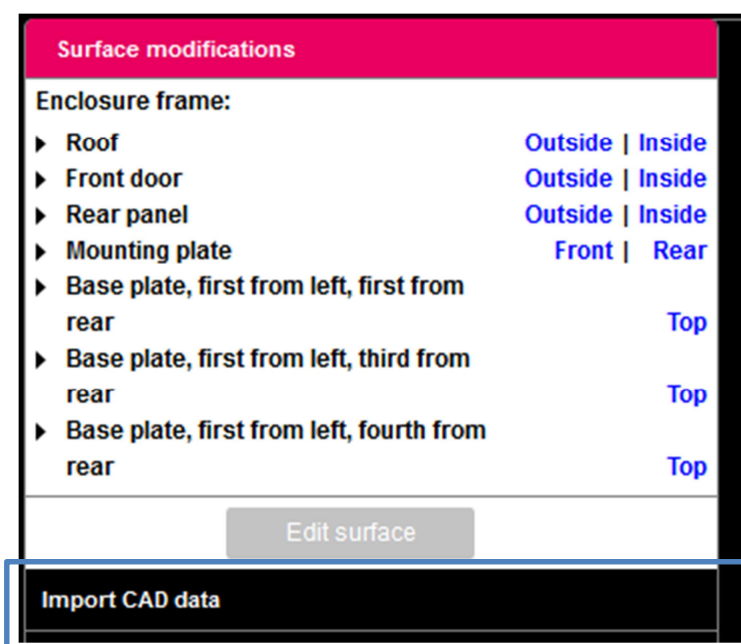 Surface modifications
Enclosure frame:
Roof Outside | Inside
Front door Outside | Inside
Rear panel Outside | Inside
Mounting plate Front | Rear
Base plate, first from left, first from
rear Top
Base plate, first from left, third from
rear Top
Base plate, first from left, fourth from
rear Top
Edit surface
Import CAD data